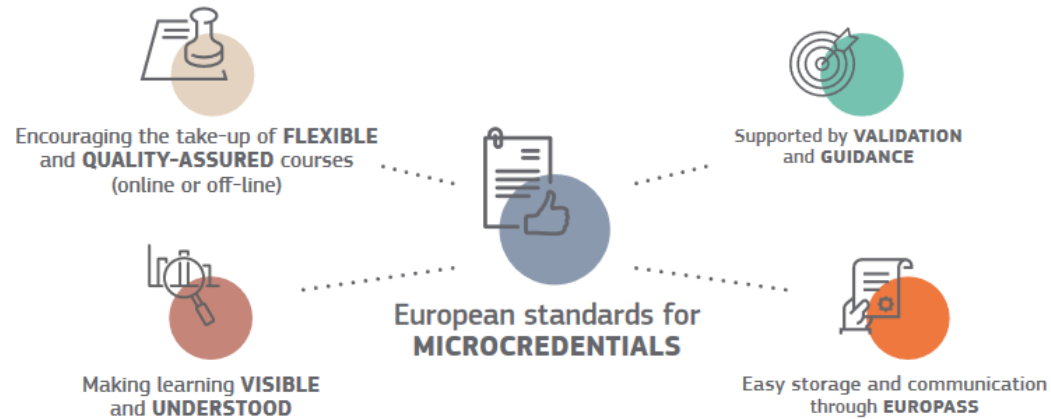 Encouraging the take-up of FLEXIBLE
and QUALITY-ASSURED courses
(online or off-line)
Supported by VALIDATION
and GUIDANCE
European standards for
MICROCREDENTIALS
Making learning VISIBLE
and UNDERSTOOD
Easy storage and communication
through EUROPASS